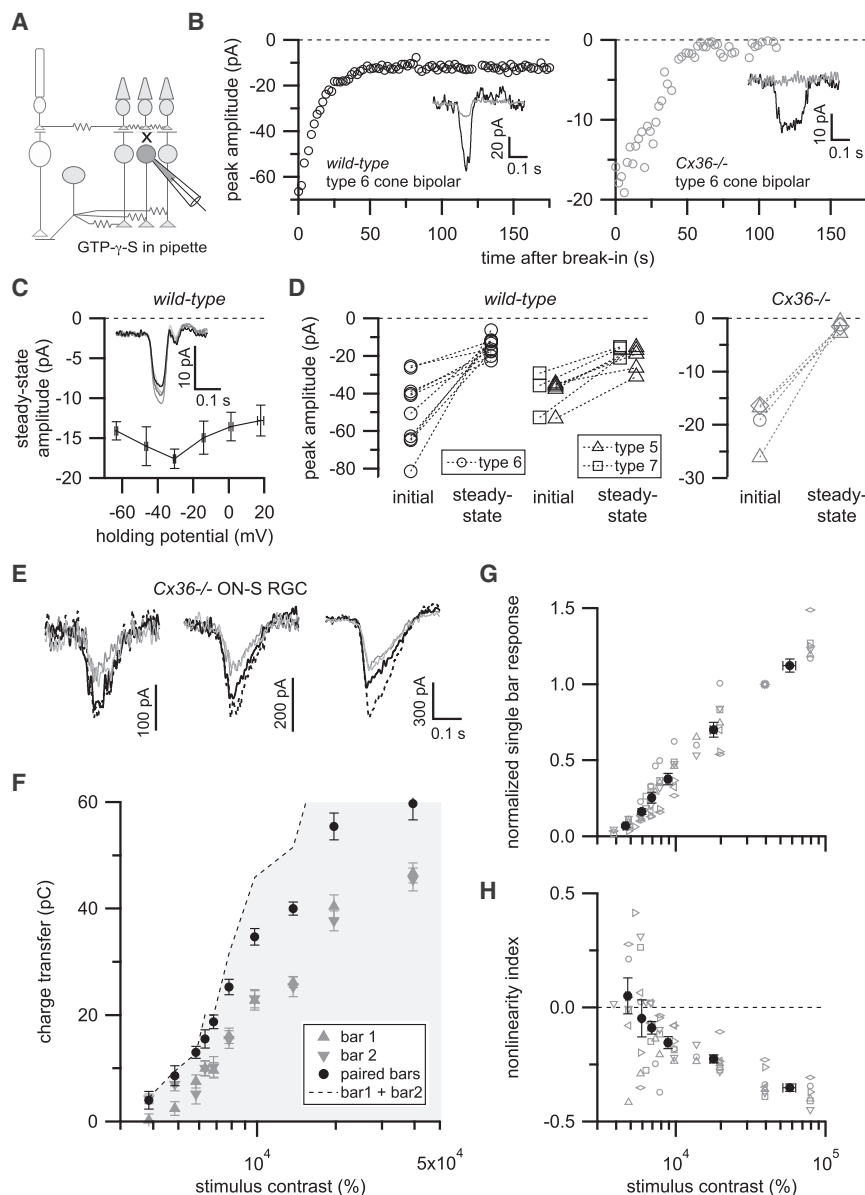 A
X
GTP-γ-S in pipette
B
peak amplitude (pA)
0
-20
-40
-60
wild-type
type 6 cone bipolar
20 pA
0.1 s
0
50
100
150
0
-10
-20
Cx36-/-
type 6 cone bipolar
10 pA
0.1 s
0
50
100
150
time after break-in (s)
C
wild-type
steady-state
amplitude (pA)
0
-5
-10
-15
-20
10 pA
0.1 s
-60
-40
-20
0
20
holding potential (mV)
D
wild-type
Cx36-/-
peak amplitude (pA)
0
-20
-40
-60
-80
type 6
type 5
type 7
initial
steady-
state
initial
steady-
state
0
-10
-20
-30
initial
steady-
state
E
Cx36-/- ON-S RGC
100 pA
200 pA
300 pA
0.1 s
F
charge transfer (pC)
60
40
20
0
bar 1
bar 2
paired bars
bar1 + bar2
10⁴
5x10⁴
stimulus contrast (%)
G
normalized single bar response
1.5
1.0
0.5
0.0
10⁴
10⁵
H
nonlinearity index
0.5
0.0
-0.5
10⁴
10⁵
stimulus contrast (%)